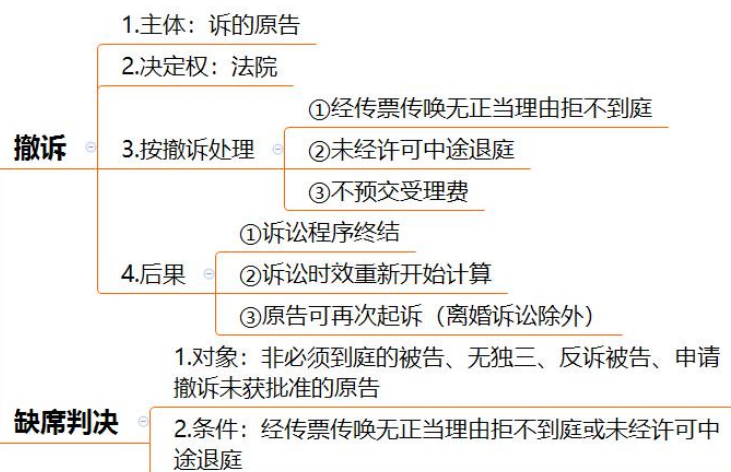 撤诉
1.主体：诉的原告
2.决定权：法院
3.按撤诉处理
①经传票传唤无正当理由拒不到庭
②未经许可中途退庭
③不预交受理费
4.后果
①诉讼程序终结
②诉讼时效重新开始计算
③原告可再次起诉（离婚诉讼除外）
缺席判决
1.对象：非必须到庭的被告、无独三、反诉被告、申请
撤诉未获批准的原告
2.条件：经传票传唤无正当理由拒不到庭或未经许可中
途退庭